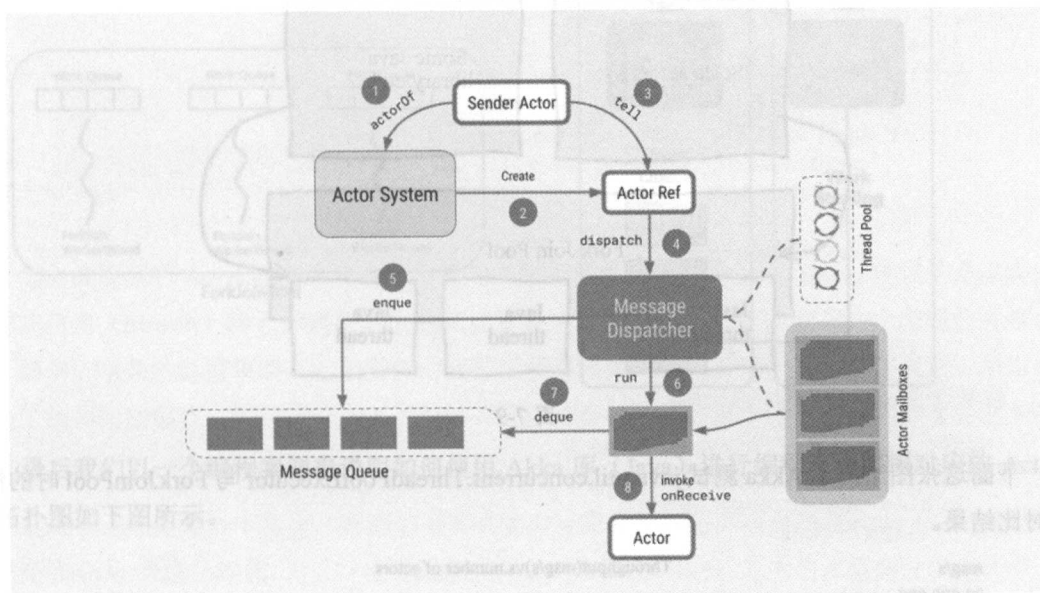 1
actorOf
Sender Actor
3
tell
Actor System
Create
2
Actor Ref
dispatch
4
Thread Pool
5
enque
Message
Dispatcher
run
6
7
deque
Actor Mailboxes
Message Queue
8
invoke
onReceive
Actor